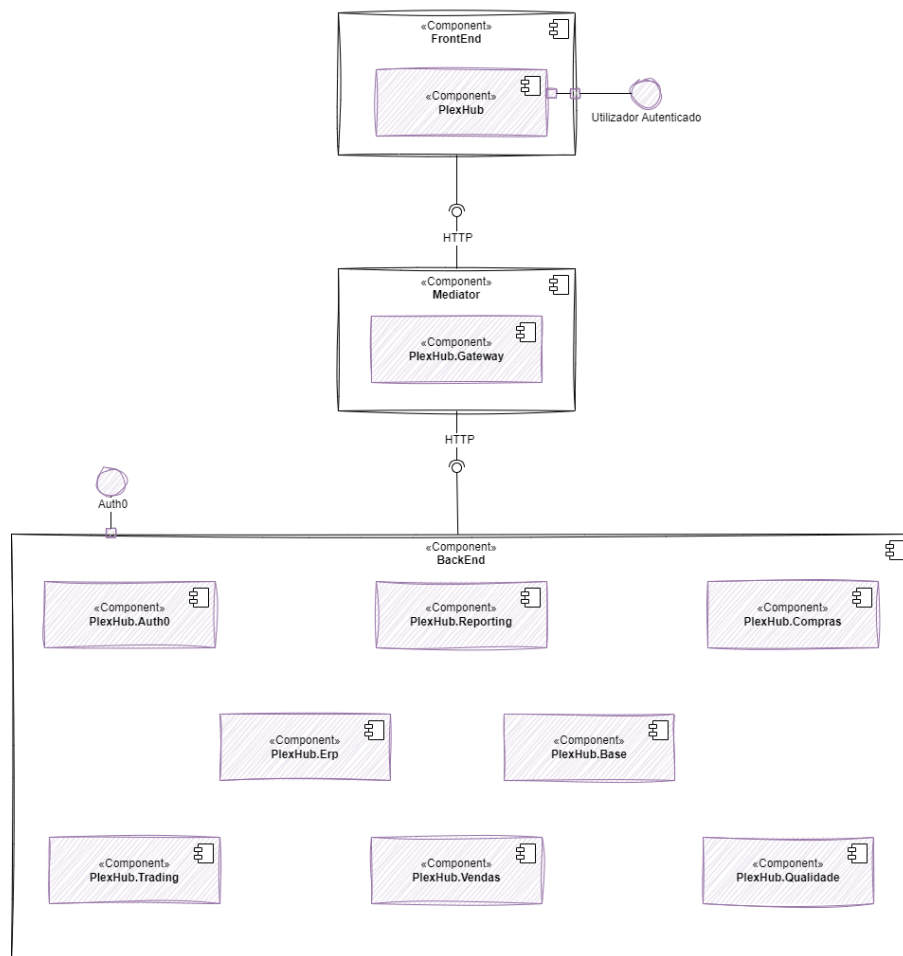 «Component»
FrontEnd
«Component»
PlexHub
Utilizador Autenticado
HTTP
«Component»
Mediator
«Component»
PlexHub.Gateway
HTTP
Auth0
«Component»
BackEnd
«Component»
PlexHub.Auth0
«Component»
PlexHub.Reporting
«Component»
PlexHub.Compras
«Component»
PlexHub.Erp
«Component»
PlexHub.Base
«Component»
PlexHub.Trading
«Component»
PlexHub.Vendas
«Component»
PlexHub.Qualidade